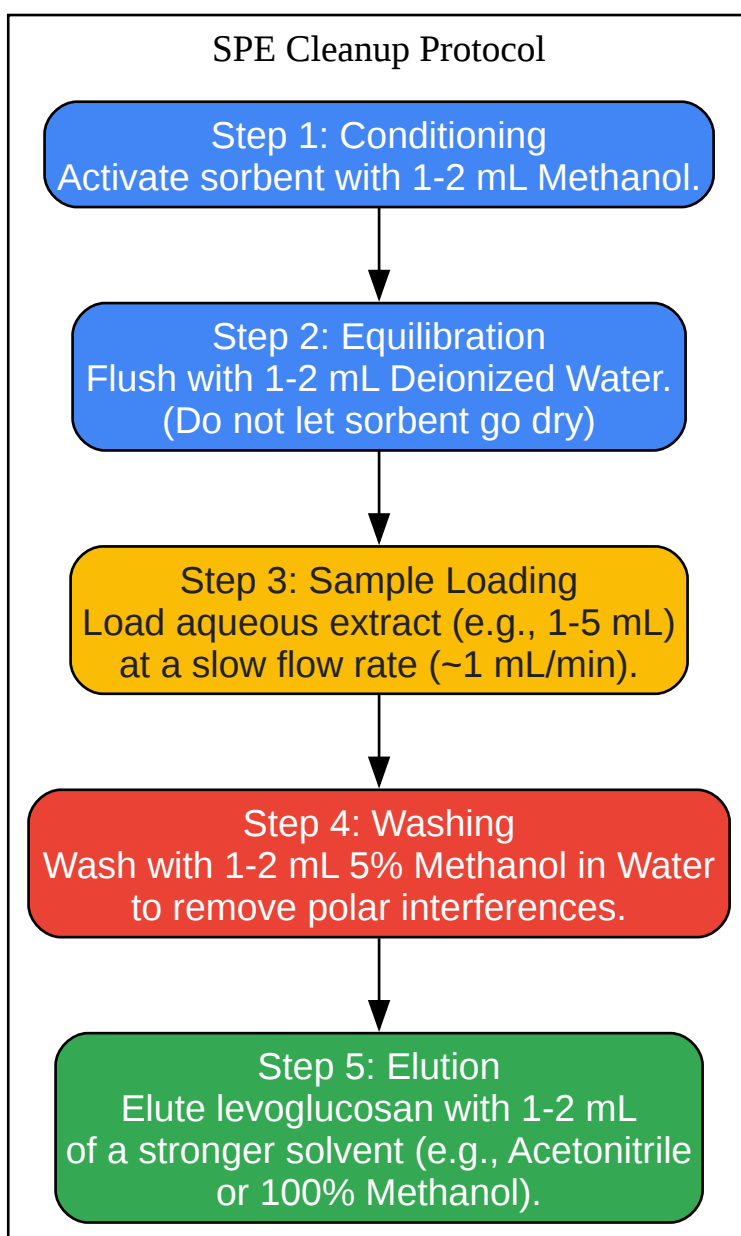 SPE Cleanup Protocol
Step 1: Conditioning
Activate sorbent with 1-2 mL Methanol.
Step 2: Equilibration
Flush with 1-2 mL Deionized Water.
(Do not let sorbent go dry)
Step 3: Sample Loading
Load aqueous extract (e.g., 1-5 mL)
at a slow flow rate (~1 mL/min).
Step 4: Washing
Wash with 1-2 mL 5% Methanol in Water
to remove polar interferences.
Step 5: Elution
Elute levoglucosan with 1-2 mL
of a stronger solvent (e.g., Acetonitrile
or 100% Methanol).